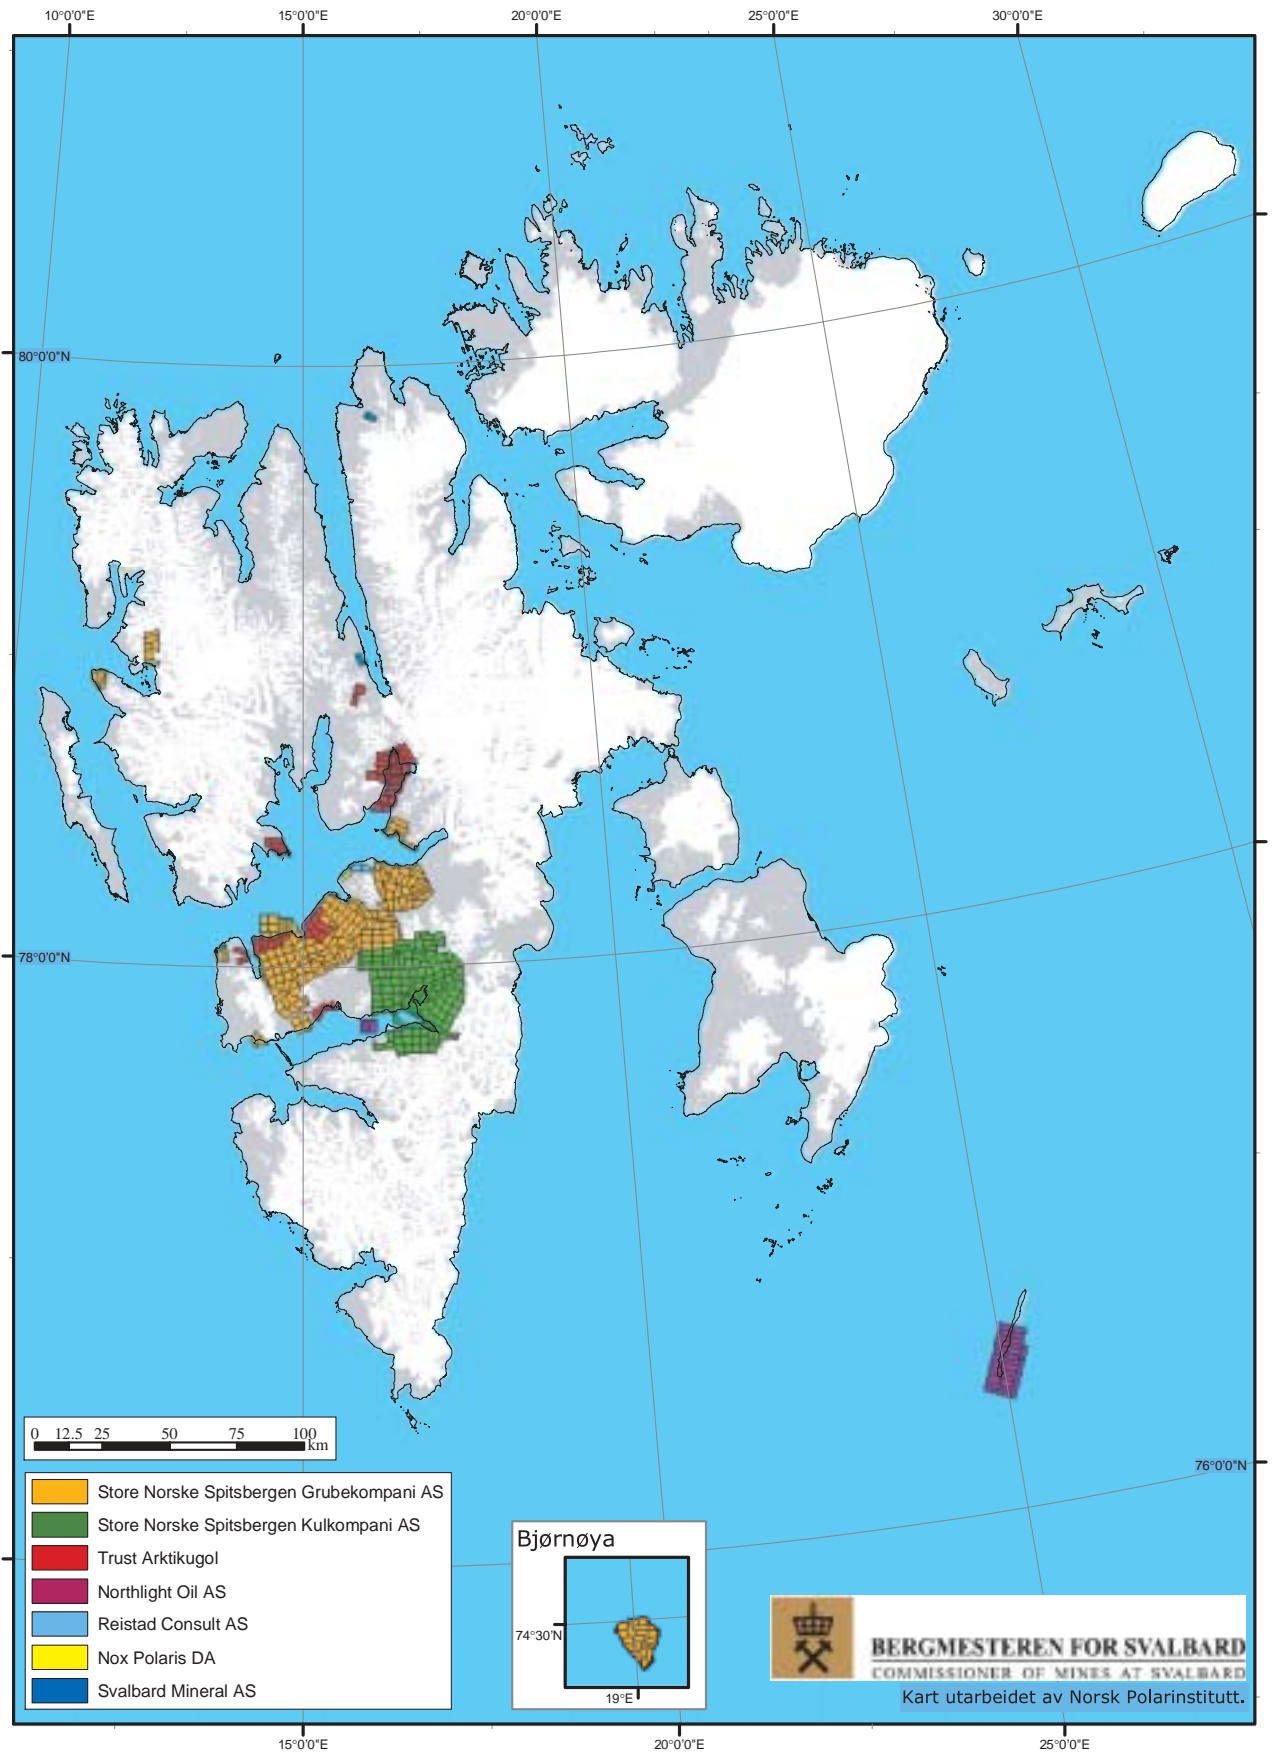 10°0'0"E
15°0'0"E
20°0'0"E
25°0'0"E
30°0'0"E
80°0'0"N
78°0'0"N
76°0'0"N
0 12.5 25 50 75 100
km
Store Norske Spitsbergen Grubekompani AS
Store Norske Spitsbergen Kulkompani AS
Trust Arktikugol
Northlight Oil AS
Reistad Consult AS
Nox Polaris DA
Svalbard Mineral AS
Bjørnøya
74°30'N
19°E
BERGMESTEREN FOR SVALBARD
COMMISSIONER OF MINES AT SVALBARD
Kart utarbeidet av Norsk Polarinstitutt.
15°0'0"E
20°0'0"E
25°0'0"E